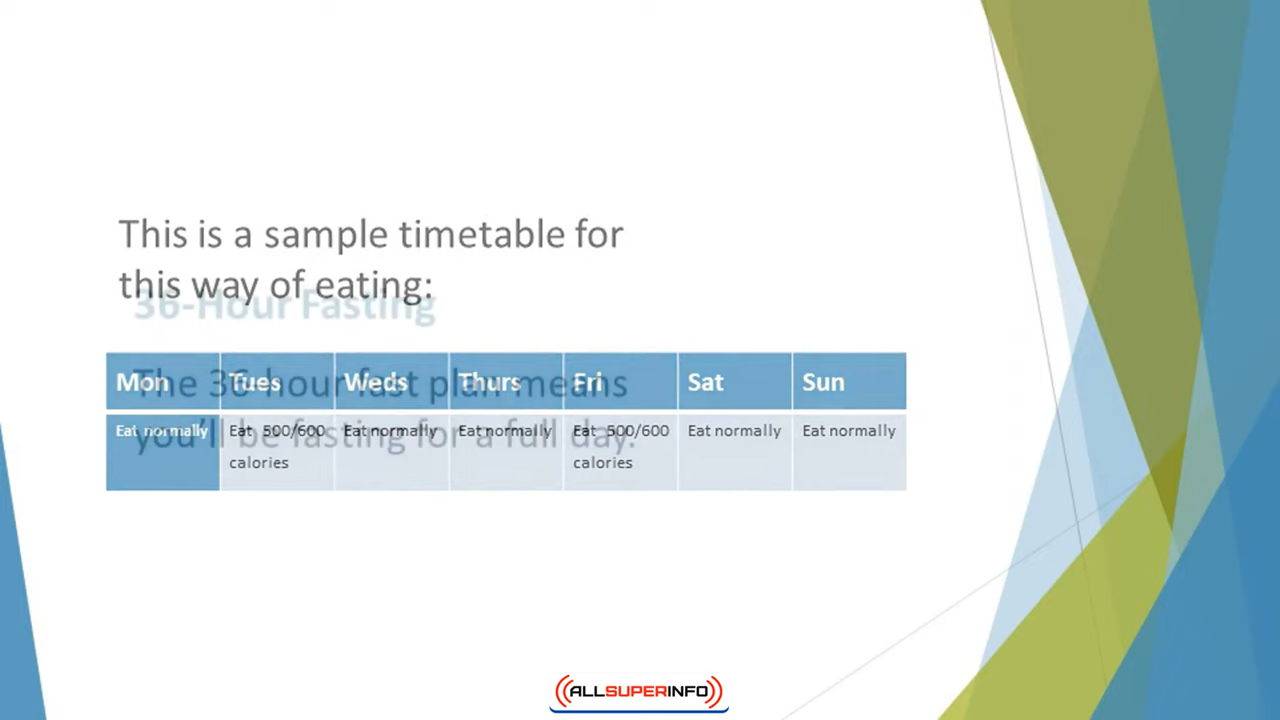 This is a sample timetable for
this way of eating:
36-Hour Fasting
The 36-hour fast plan means
you'll be fasting for a full day.
Mon Tues Weds Thurs Fri Sat Sun
Eat normally Eat 500/600 calories Eat normally Eat normally Eat 500/600 calories Eat normally Eat normally
ALLSUPERINFO